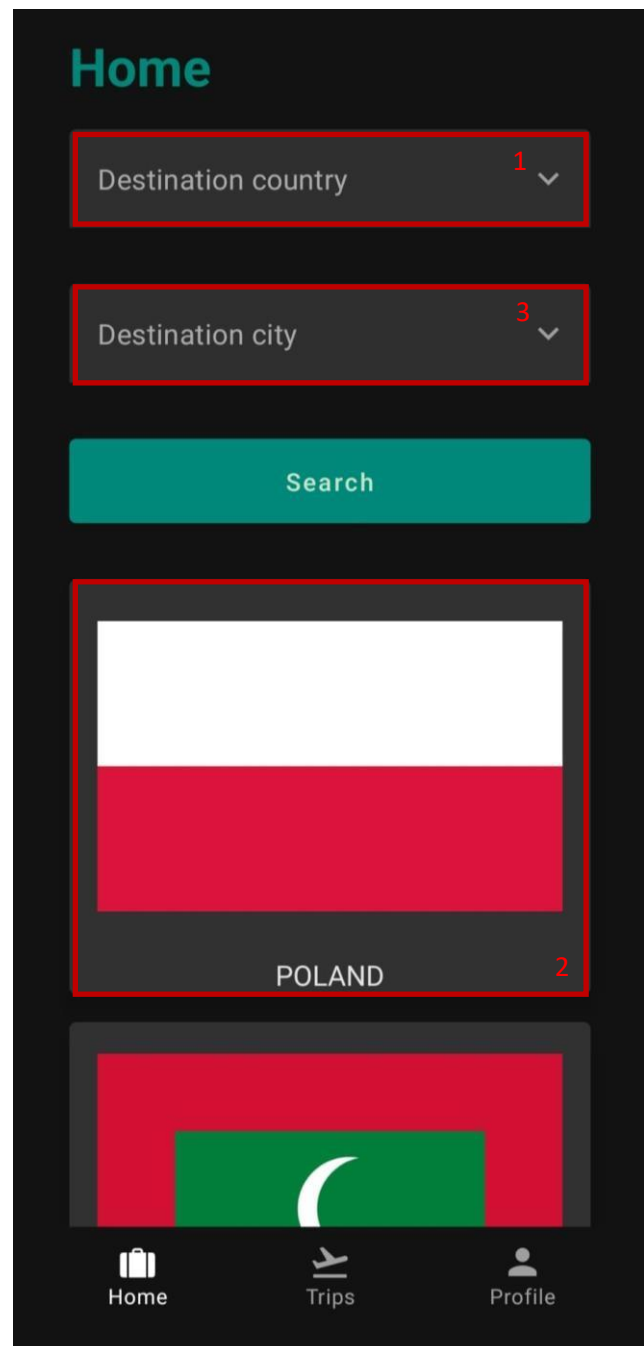 Home
Destination country 1
Destination city 3
Search
POLAND 2
Home Trips Profile